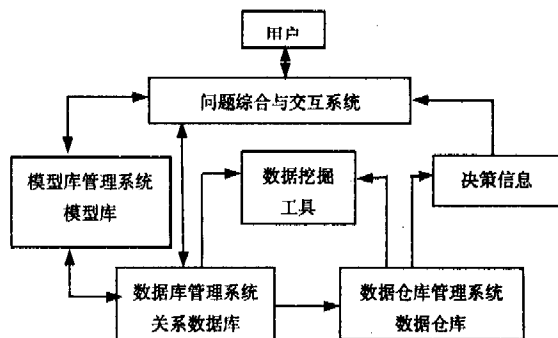 用户
问题综合与交互系统
模型库管理系统
模型库
数据挖掘
工具
决策信息
数据库管理系统
关系数据库
数据仓库管理系统
数据仓库